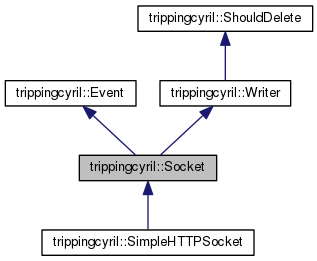 trippingcyril::ShouldDelete
trippingcyril::Event
trippingcyril::Writer
trippingcyril::Socket
trippingcyril::SimpleHTTPSocket